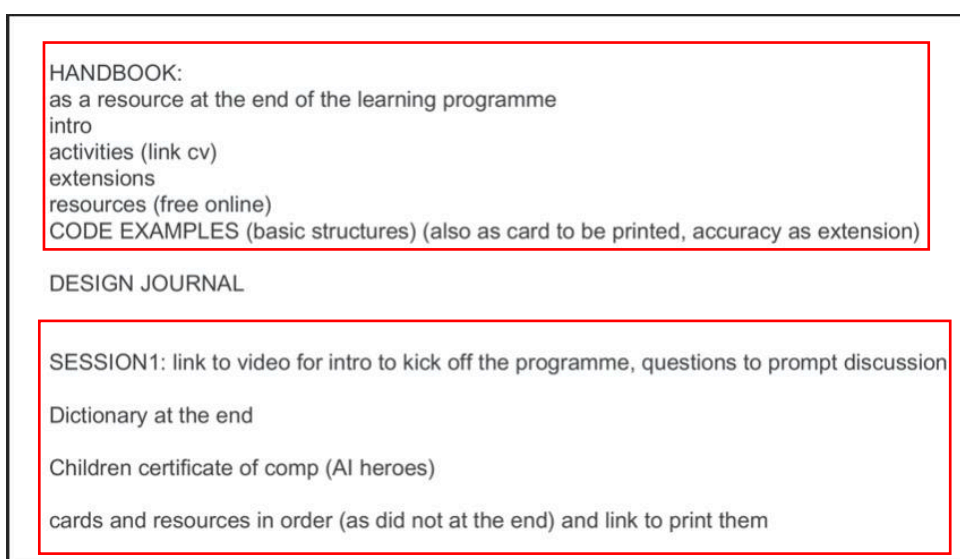 HANDBOOK:
as a resource at the end of the learning programme
intro
activities (link cv)
extensions
resources (free online)
CODE EXAMPLES (basic structures) (also as card to be printed, accuracy as extension)
DESIGN JOURNAL
SESSION1: link to video for intro to kick off the programme, questions to prompt discussion
Dictionary at the end
Children certificate of comp (AI heroes)
cards and resources in order (as did not at the end) and link to print them